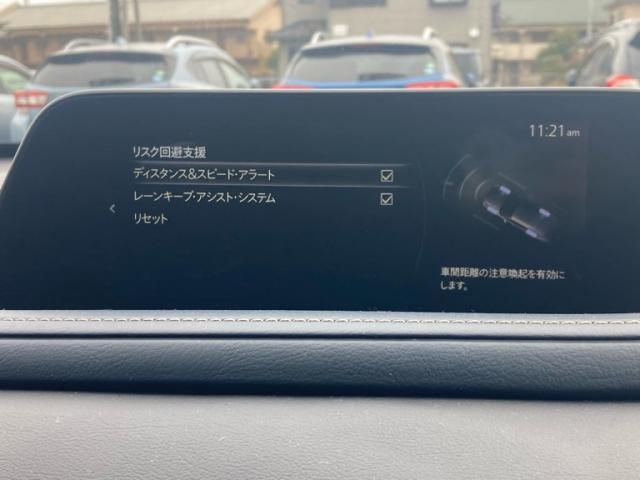 11:21 am
リスク回避支援
ディスタンス&スピード・アラート
レーンキープ・アシスト・システム
リセット
車間距離の注意喚起を有効に
します。